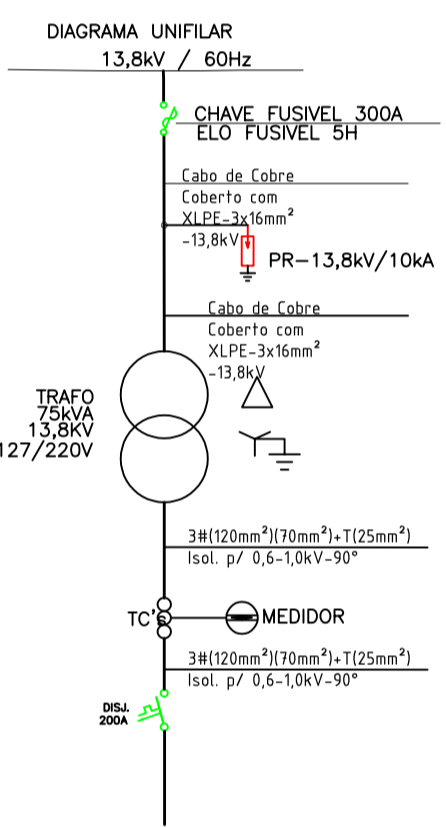 DIAGRAMA UNIFILAR
13,8kV / 60Hz
CHAVE FUSIVEL 300A
ELO FUSIVEL 5H
Cabo de Cobre
Coberto com
XLPE-3x16mm²
-13,8kV
PR-13,8kV/10kA
Cabo de Cobre
Coberto com
XLPE-3x16mm²
-13,8kV
TRAFO
75kVA
13,8KV
127/220V
3#(120mm²)(70mm²)+T(25mm²)
Isol. p/ 0,6-1,0kV-90°
TC's
MEDIDOR
3#(120mm²)(70mm²)+T(25mm²)
Isol. p/ 0,6-1,0kV-90°
DISJ.
200A